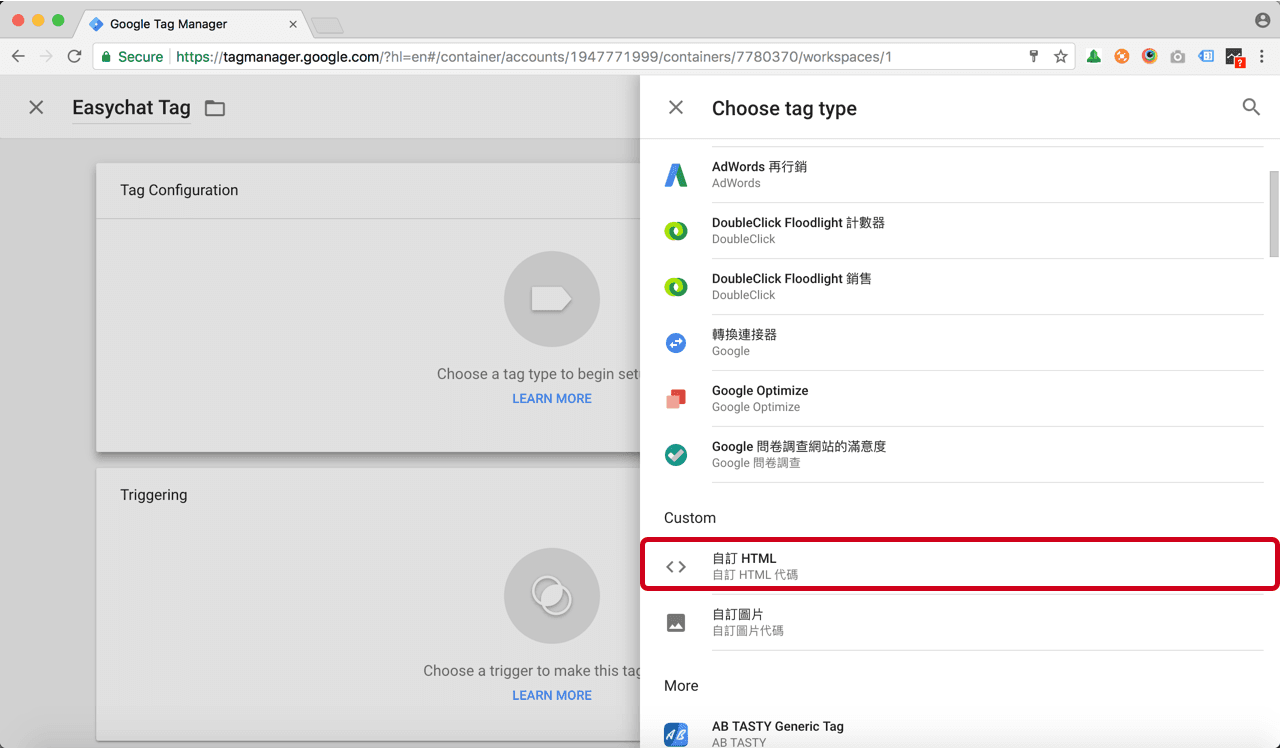 Google Tag Manager
Secure
https://tagmanager.google.com/?hl=en#/container/accounts/1947771999/containers/7780370/workspaces/1
?
Easychat Tag
Tag Configuration
Choose a tag type to begin set
LEARN MORE
Triggering
Choose a trigger to make this tag
LEARN MORE
Choose tag type
AdWords 再行銷
AdWords
DoubleClick Floodlight 計數器
DoubleClick
DoubleClick Floodlight 銷售
DoubleClick
轉換連接器
Google
Google Optimize
Google Optimize
Google 問卷調查網站的滿意度
Google 問卷調查
Custom
自訂 HTML
自訂 HTML 代碼
自訂圖片
自訂圖片代碼
More
AB
AB TASTY Generic Tag
AB TASTY